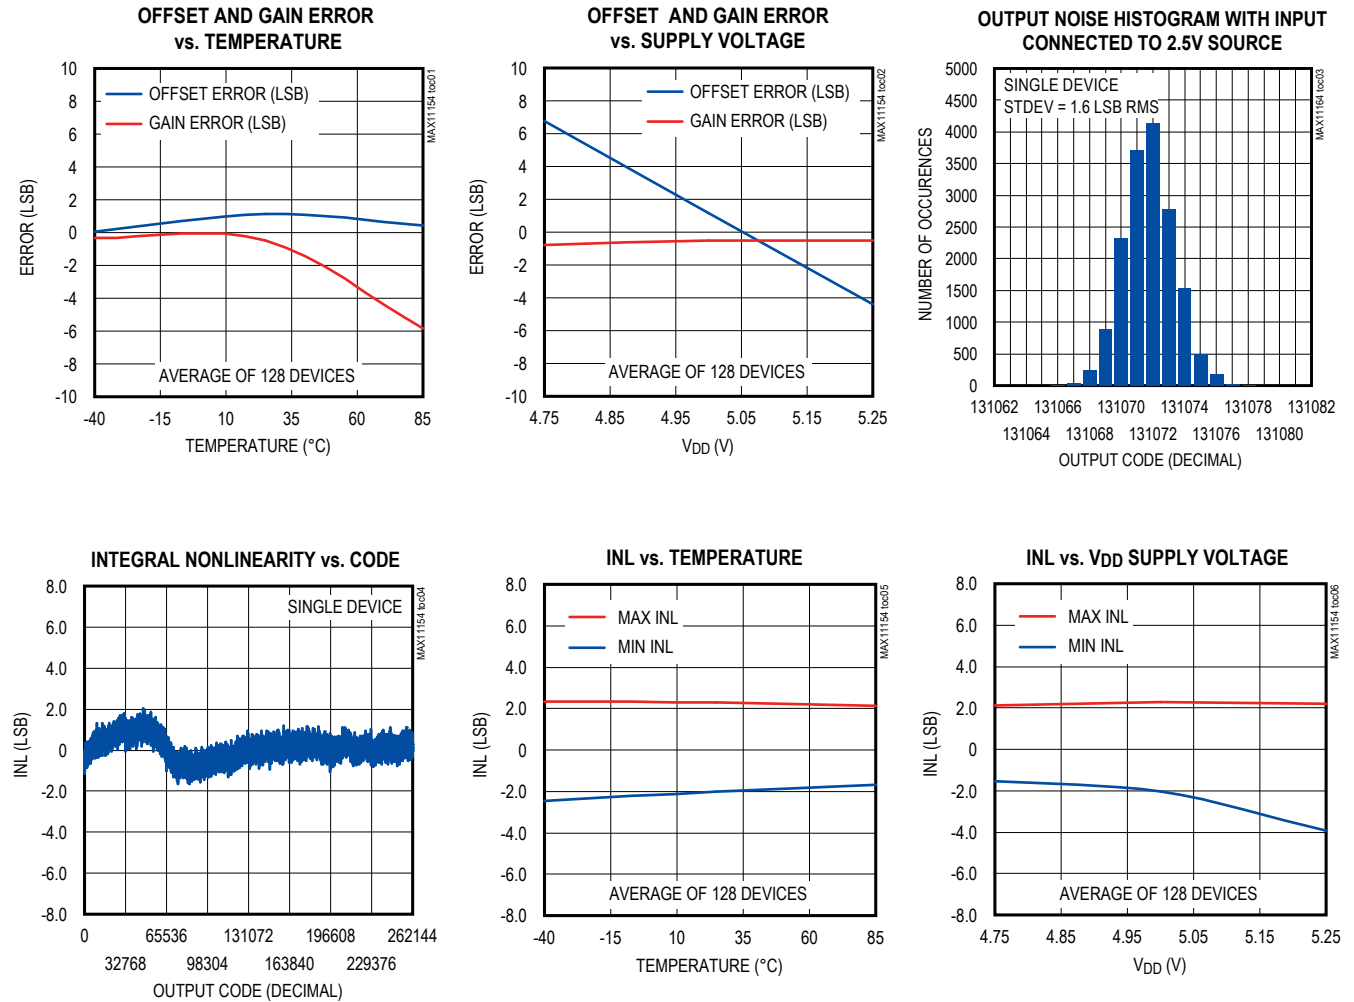 OFFSET AND GAIN ERROR
vs. TEMPERATURE
10
8
6
4
2
0
-2
-4
-6
-8
-10
ERROR (LSB)
OFFSET ERROR (LSB)
GAIN ERROR (LSB)
MAX11154 toc01
AVERAGE OF 128 DEVICES
-40 -15 10 35 60 85
TEMPERATURE (°C)
OFFSET AND GAIN ERROR
vs. SUPPLY VOLTAGE
10
8
6
4
2
0
-2
-4
-6
-8
-10
ERROR (LSB)
OFFSET ERROR (LSB)
GAIN ERROR (LSB)
MAX11154 toc02
AVERAGE OF 128 DEVICES
4.75 4.85 4.95 5.05 5.15 5.25
VDD (V)
OUTPUT NOISE HISTOGRAM WITH INPUT
CONNECTED TO 2.5V SOURCE
5000
4500
4000
3500
3000
2500
2000
1500
1000
500
0
NUMBER OF OCCURENCES
SINGLE DEVICE
STDEV = 1.6 LSB RMS
MAX11164 toc03
131062 131066 131070 131074 131078 131082
131064 131068 131072 131076 131080
OUTPUT CODE (DECIMAL)
INTEGRAL NONLINEARITY vs. CODE
8.0
6.0
4.0
2.0
0
-2.0
-4.0
-6.0
-8.0
INL (LSB)
SINGLE DEVICE
MAX11154 toc04
0 65536 131072 196608 262144
32768 98304 163840 229376
OUTPUT CODE (DECIMAL)
INL vs. TEMPERATURE
8.0
6.0
4.0
2.0
0
-2.0
-4.0
-6.0
-8.0
INL (LSB)
MAX INL
MIN INL
MAX11154 toc05
AVERAGE OF 128 DEVICES
-40 -15 10 35 60 85
TEMPERATURE (°C)
INL vs. VDD SUPPLY VOLTAGE
8.0
6.0
4.0
2.0
0
-2.0
-4.0
-6.0
-8.0
INL (LSB)
MAX INL
MIN INL
MAX11154 toc06
AVERAGE OF 128 DEVICES
4.75 4.85 4.95 5.05 5.15 5.25
VDD (V)